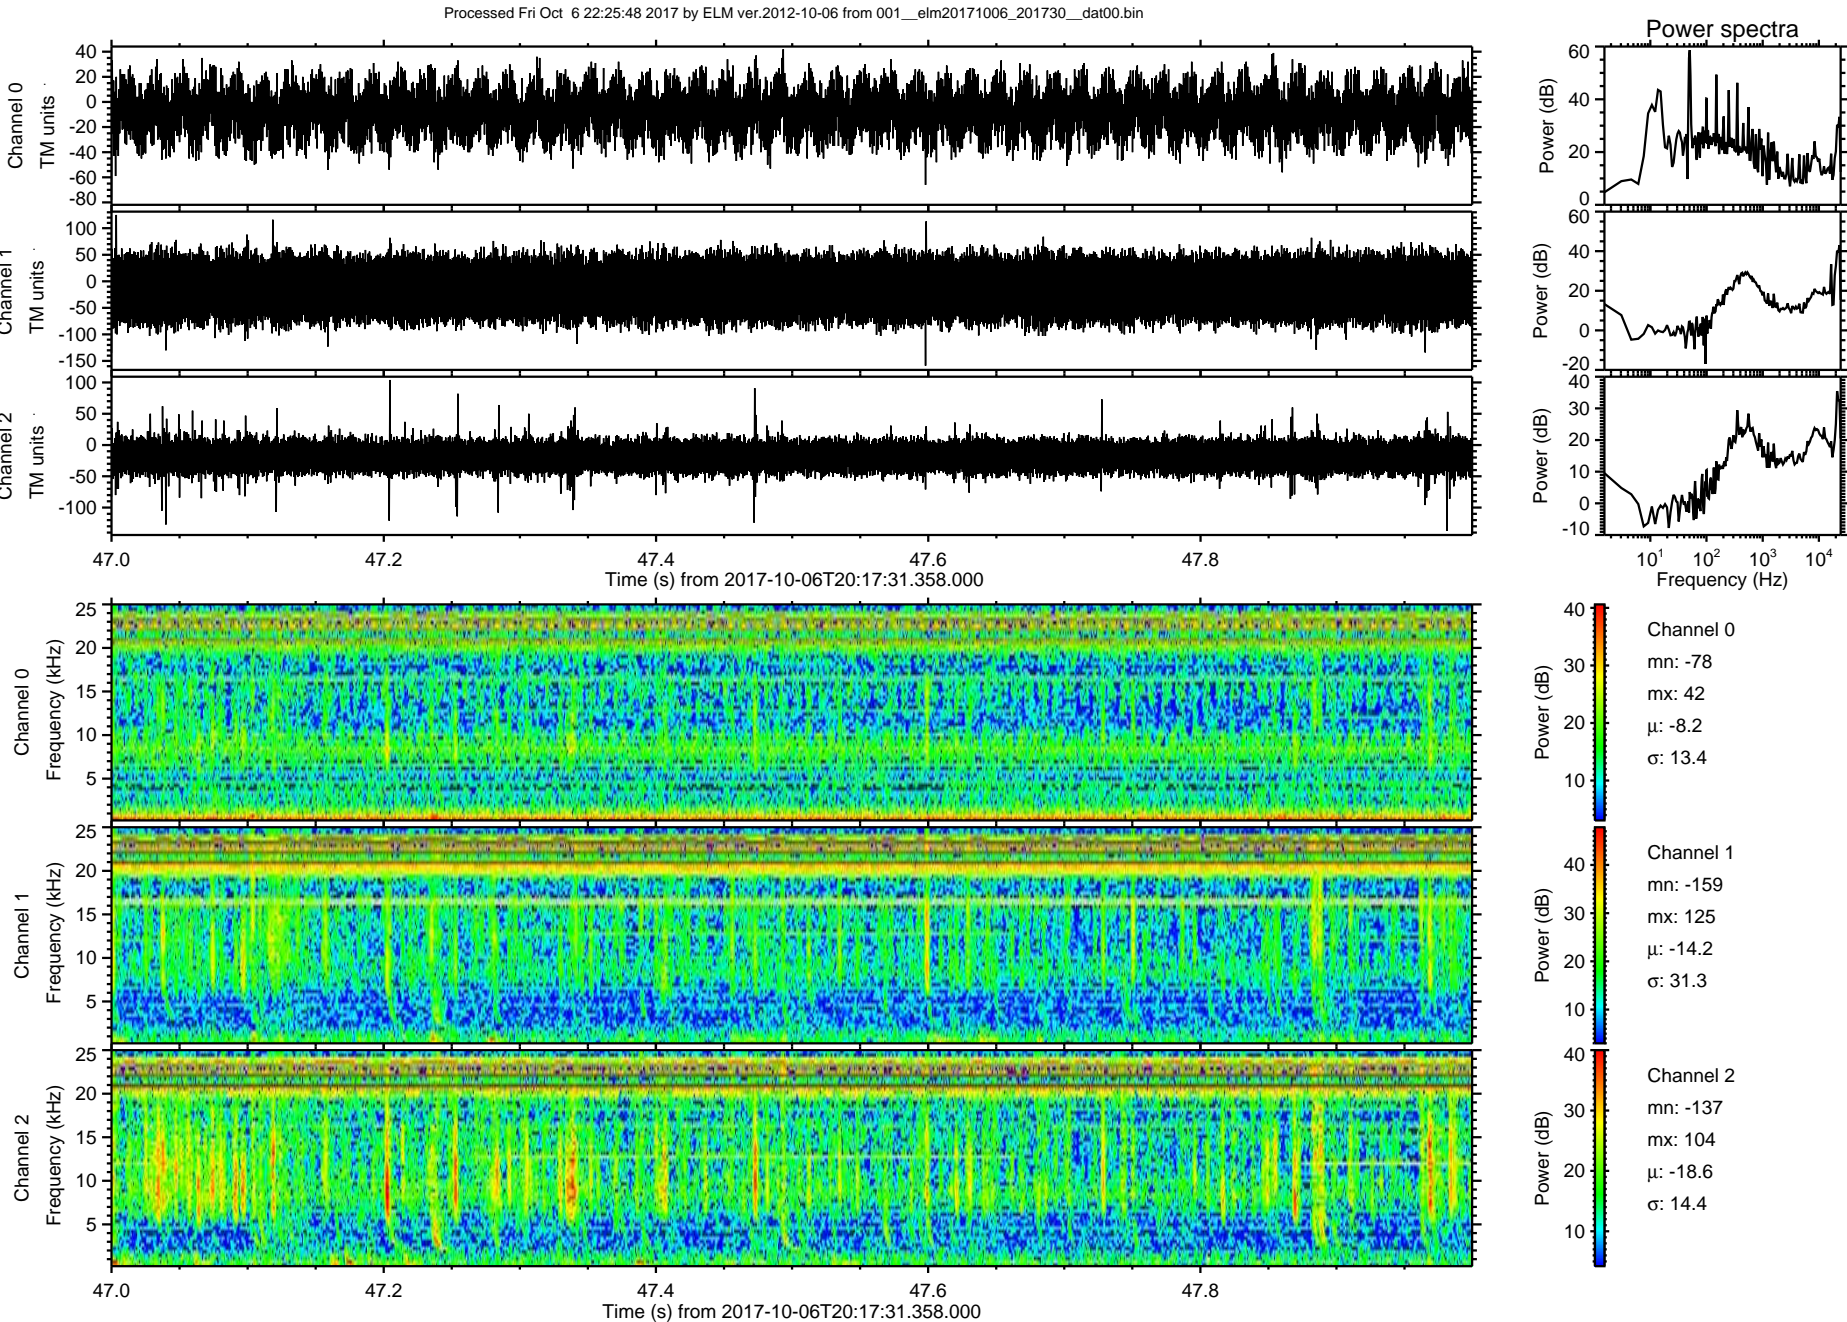 Processed Fri Oct  6 22:25:48 2017 by ELM ver.2012-10-06 from 001__elm20171006_201730__dat00.bin
Power spectra
Channel 0
TM units
40
20
0
-20
-40
-60
-80
Power (dB)
60
40
20
0
Channel 1
TM units
100
50
0
-50
-100
-150
Power (dB)
60
40
20
0
-20
Channel 2
TM units
100
50
0
-50
-100
Power (dB)
40
30
20
10
0
-10
47.0 47.2 47.4 47.6 47.8
Time (s) from 2017-10-06T20:17:31.358.000
10¹ 10² 10³ 10⁴
Frequency (Hz)
Channel 0
Frequency (kHz)
25
20
15
10
5
Power (dB)
40
30
20
10
Channel 0
mn: -78
mx: 42
μ: -8.2
σ: 13.4
Channel 1
Frequency (kHz)
25
20
15
10
5
Power (dB)
40
30
20
10
Channel 1
mn: -159
mx: 125
μ: -14.2
σ: 31.3
Channel 2
Frequency (kHz)
25
20
15
10
5
Power (dB)
40
30
20
10
Channel 2
mn: -137
mx: 104
μ: -18.6
σ: 14.4
47.0 47.2 47.4 47.6 47.8
Time (s) from 2017-10-06T20:17:31.358.000